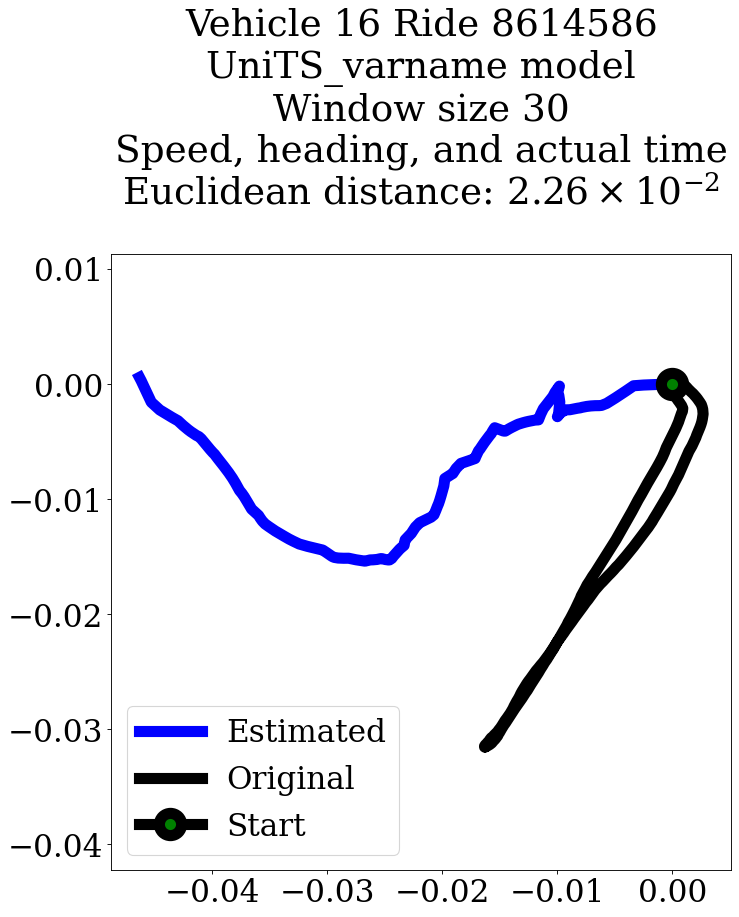 Vehicle 16 Ride 8614586
UniTS_varname model
Window size 30
Speed, heading, and actual time
Euclidean distance: 2.26 × 10⁻²
0.01
0.00
−0.01
−0.02
−0.03
−0.04
Estimated
Original
Start
−0.04 −0.03 −0.02 −0.01 0.00